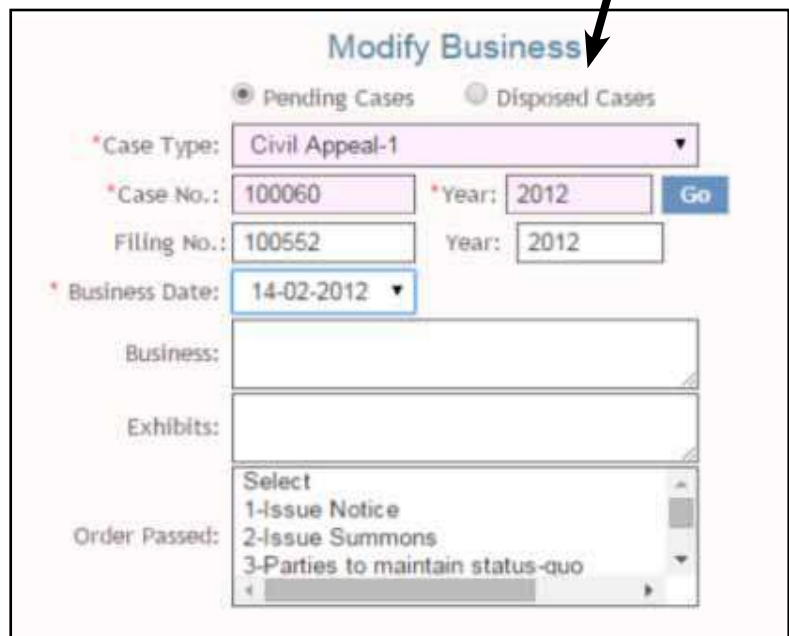 Modify Business
Pending Cases Disposed Cases
*Case Type: Civil Appeal-1
*Case No.: 100060 *Year: 2012 Go
Filing No.: 100552 Year: 2012
* Business Date: 14-02-2012
Business:
Exhibits:
Order Passed:
Select
1-Issue Notice
2-Issue Summons
3-Parties to maintain status-quo